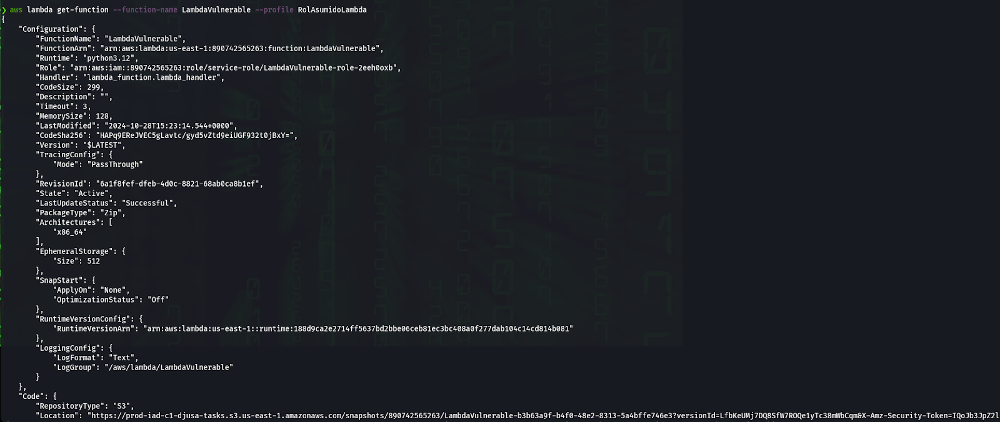 ❯ aws lambda get-function --function-name LambdaVulnerable --profile RolAsumidoLambda
{
    "Configuration": {
        "FunctionName": "LambdaVulnerable",
        "FunctionArn": "arn:aws:lambda:us-east-1:890742565263:function:LambdaVulnerable",
        "Runtime": "python3.12",
        "Role": "arn:aws:iam::890742565263:role/service-role/LambdaVulnerable-role-2eeh0oxb",
        "Handler": "lambda_function.lambda_handler",
        "CodeSize": 299,
        "Description": "",
        "Timeout": 3,
        "MemorySize": 128,
        "LastModified": "2024-10-28T15:23:14.544+0000",
        "CodeSha256": "HAPq9EReJVEC5gLavtc/gyd5vZtd9eiUGF932t0jBxY=",
        "Version": "$LATEST",
        "TracingConfig": {
            "Mode": "PassThrough"
        },
        "RevisionId": "6a1f8fef-dfeb-4d0c-8821-68ab0ca8b1ef",
        "State": "Active",
        "LastUpdateStatus": "Successful",
        "PackageType": "Zip",
        "Architectures": [
            "x86_64"
        ],
        "EphemeralStorage": {
            "Size": 512
        },
        "SnapStart": {
            "ApplyOn": "None",
            "OptimizationStatus": "Off"
        },
        "RuntimeVersionConfig": {
            "RuntimeVersionArn": "arn:aws:lambda:us-east-1::runtime:188d9ca2e2714ff5637bd2bbe06ceb81ec3bc408a0f277dab104c14cd814b081"
        },
        "LoggingConfig": {
            "LogFormat": "Text",
            "LogGroup": "/aws/lambda/LambdaVulnerable"
        }
    },
    "Code": {
        "RepositoryType": "S3",
        "Location": "https://prod-iad-c1-djusa-tasks.s3.us-east-1.amazonaws.com/snapshots/890742565263/LambdaVulnerable-b3b63a9f-b4f0-48e2-8313-5a4bffe746e3?versionId=LfbKeUMj7DQ8SfW7ROQe1yTc38mWbCqm&X-Amz-Security-Token=IQoJb3JpZ2l